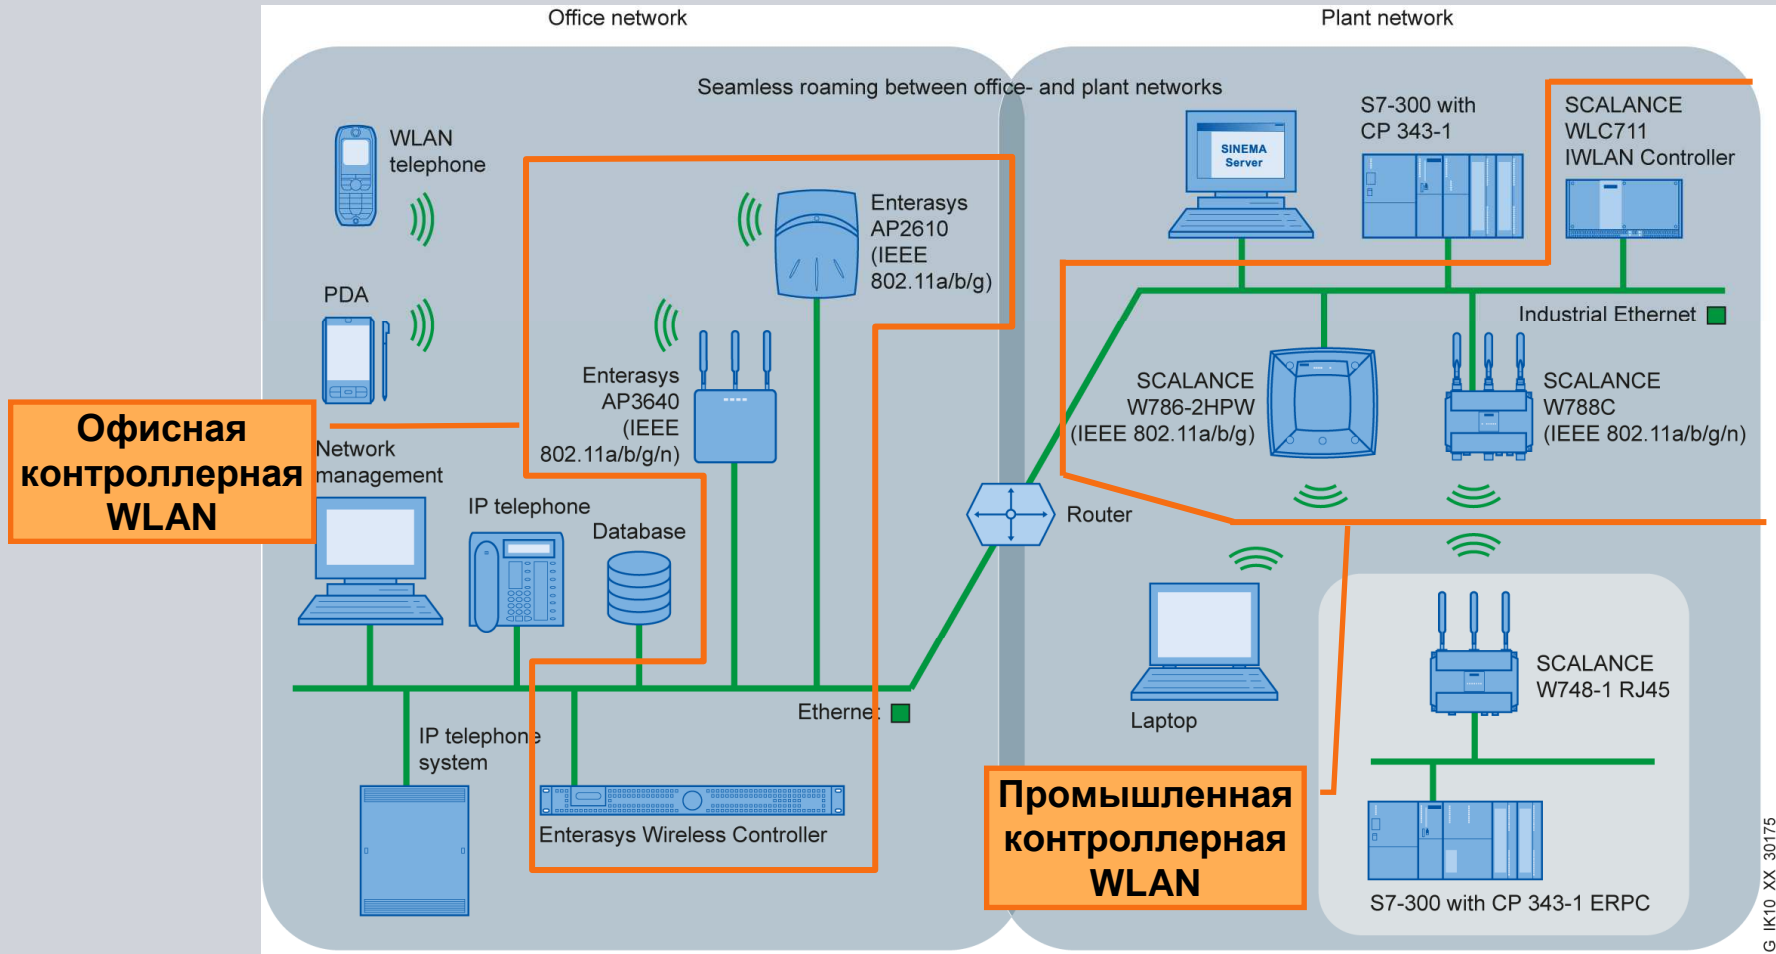 Office network
Plant network
Seamless roaming between office- and plant networks
WLAN
telephone
PDA
Enterasys
AP2610
(IEEE
802.11a/b/g)
Enterasys
AP3640
(IEEE
802.11a/b/g/n)
Офисная
контроллерная
WLAN
Network
management
IP telephone
Database
Ethernet
IP telephone
system
Enterasys Wireless Controller
Router
SINEMA
Server
S7-300 with
CP 343-1
SCALANCE
WLC711
IWLAN Controller
Industrial Ethernet
SCALANCE
W786-2HPW
(IEEE 802.11a/b/g)
SCALANCE
W788C
(IEEE 802.11a/b/g/n)
Laptop
SCALANCE
W748-1 RJ45
Промышленная
контроллерная
WLAN
S7-300 with CP 343-1 ERPC
G_IK10_XX_30175